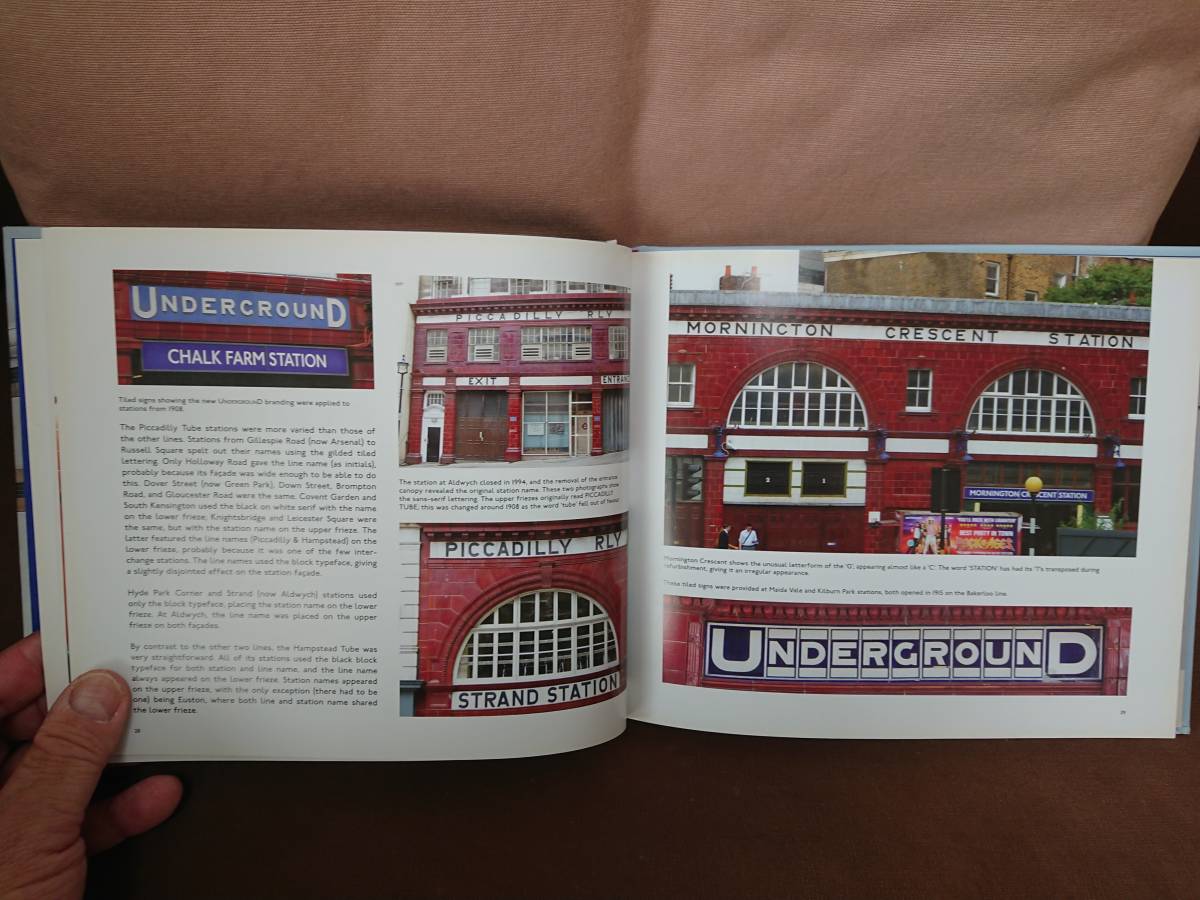 UNDERGROUND
CHALK FARM STATION
Tiled signs showing the new UNDERGROUND branding were applied to
stations from 1908.
The Piccadilly Tube stations were more varied than those of
the other lines. Stations from Gillespie Road (now Arsenal) to
Russell Square spelt out their names using the gilded tiled
lettering. Only Holloway Road gave the line name (as initials),
probably because its façade was wide enough to be able to do
this. Dover Street (now Green Park), Down Street, Brompton
Road, and Gloucester Road were the same. Covent Garden and
South Kensington used the black on white serif with the name
on the lower frieze; Knightsbridge and Leicester Square were
the same, but with the station name on the upper frieze. The
latter featured the line names (Piccadilly & Hampstead) on the
lower frieze, probably because it was one of the few inter-
change stations. The line names used the block typeface, giving
a slightly disjointed effect on the station façade.
Hyde Park Corner and Strand (now Aldwych) stations used
only the block typeface, placing the station name on the lower
frieze. At Aldwych, the line name was placed on the upper
frieze on both façades.
By contrast to the other two lines, the Hampstead Tube was
very straightforward. All of its stations used the black block
typeface for both station and line name, and the line name
always appeared on the lower frieze. Station names appeared
on the upper frieze, with the only exception (there had to be
one) being Euston, where both line and station name shared
the lower frieze.
28
PICCADILLY RLY
EXIT
ENTRANC
The station at Aldwych closed in 1994, and the removal of the entrance
canopy revealed the original station name. These two photographs show
the sans-serif lettering. The upper friezes originally read PICCADILLY
TUBE; this was changed around 1908 as the word 'tube' fell out of favour.
PICCADILLY RLY
STRAND STATION
MORNINGTON CRESCENT STATION
2
1
MORNINGTON CRESCENT STATION
BEST PARTY IN TOWN
Mornington Crescent shows the unusual letterform of the 'G', appearing almost like a 'C'. The word 'STATION' has had its 'T's transposed during
refurbishment, giving it an irregular appearance.
These tiled signs were provided at Maida Vale and Kilburn Park stations, both opened in 1915 on the Bakerloo line.
UNDERGROUND
29